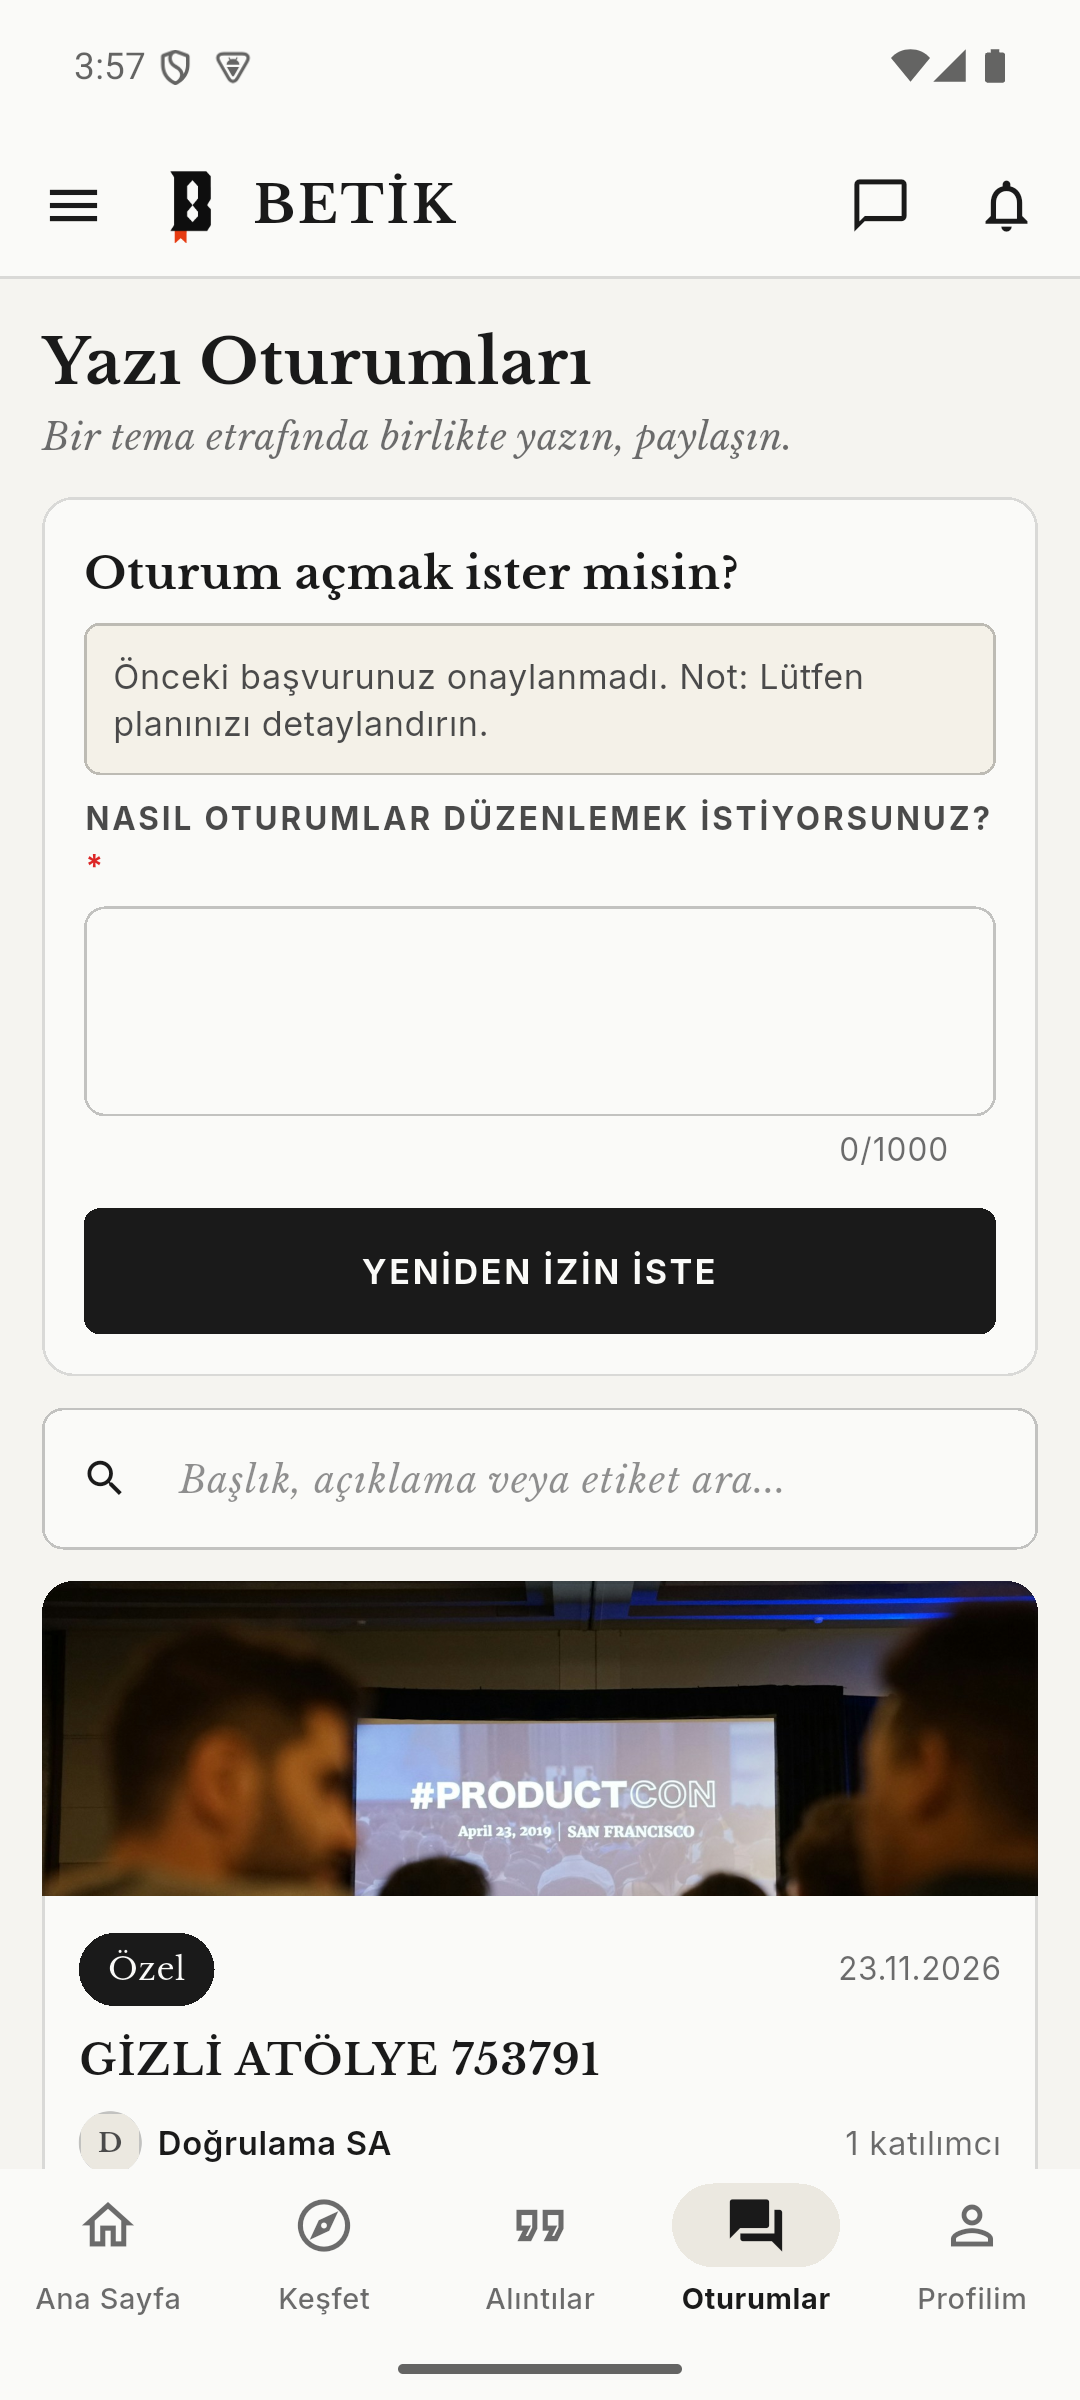 3:57
BETİK
Yazı Oturumları
Bir tema etrafında birlikte yazın, paylaşın.
Oturum açmak ister misin?
Önceki başvurunuz onaylanmadı. Not: Lütfen
planınızı detaylandırın.
NASIL OTURUMLAR DÜZENLEMEK İSTİYORSUNUZ?
*
0/1000
YENİDEN İZİN İSTE
Başlık, açıklama veya etiket ara...
#PRODUCTCON
April 23, 2019 | SAN FRANCISCO
Özel
23.11.2026
GİZLİ ATÖLYE 753791
D Doğrulama SA
1 katılımcı
Ana Sayfa
Keşfet
Alıntılar
Oturumlar
Profilim